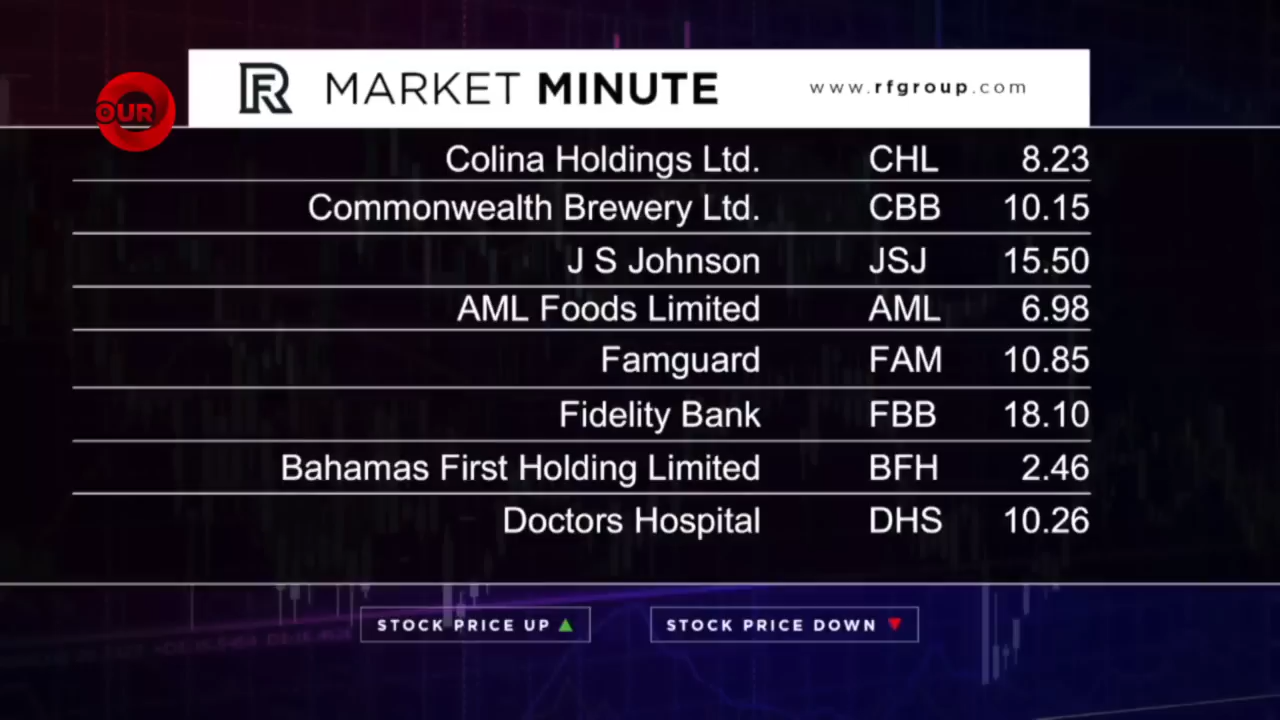 OUR
RF MARKET MINUTE www.rfgroup.com
Colina Holdings Ltd. CHL 8.23
Commonwealth Brewery Ltd. CBB 10.15
J S Johnson JSJ 15.50
AML Foods Limited AML 6.98
Famguard FAM 10.85
Fidelity Bank FBB 18.10
Bahamas First Holding Limited BFH 2.46
Doctors Hospital DHS 10.26
STOCK PRICE UP STOCK PRICE DOWN